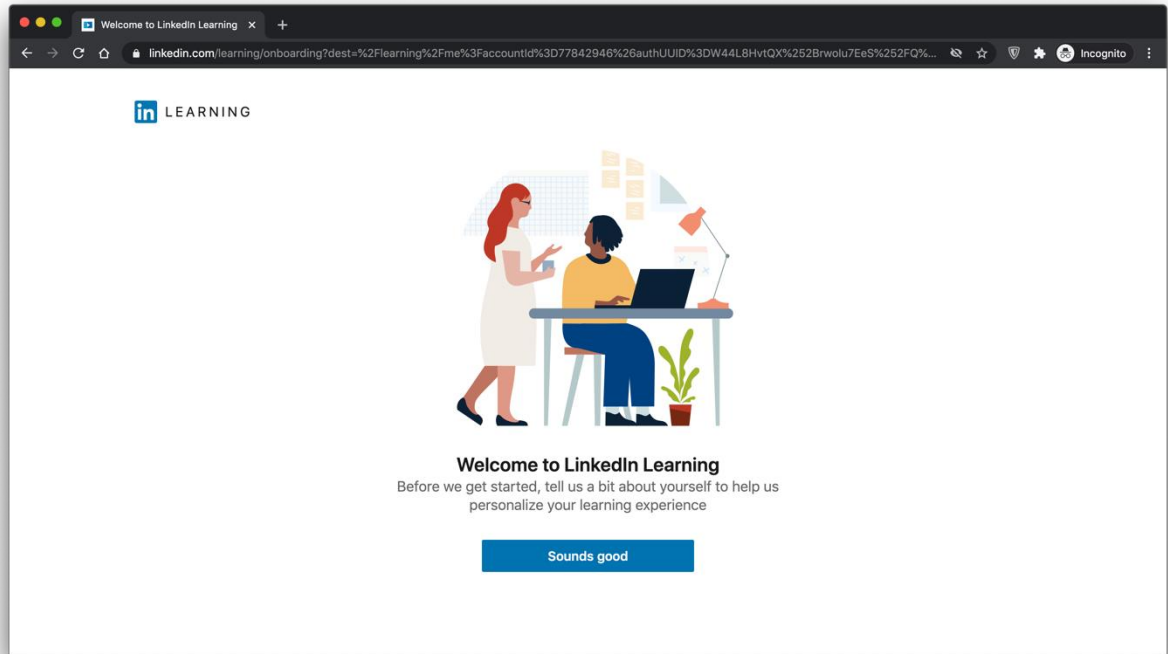 Welcome to LinkedIn Learning
linkedin.com/learning/onboarding?dest=%2Flearning%2Fme%3FaccountId%3D77842946%26authUUID%3DW44L8HvtQX%252Brwolu7EeS%252FQ%...
Incognito
in LEARNING
Welcome to LinkedIn Learning
Before we get started, tell us a bit about yourself to help us
personalize your learning experience
Sounds good